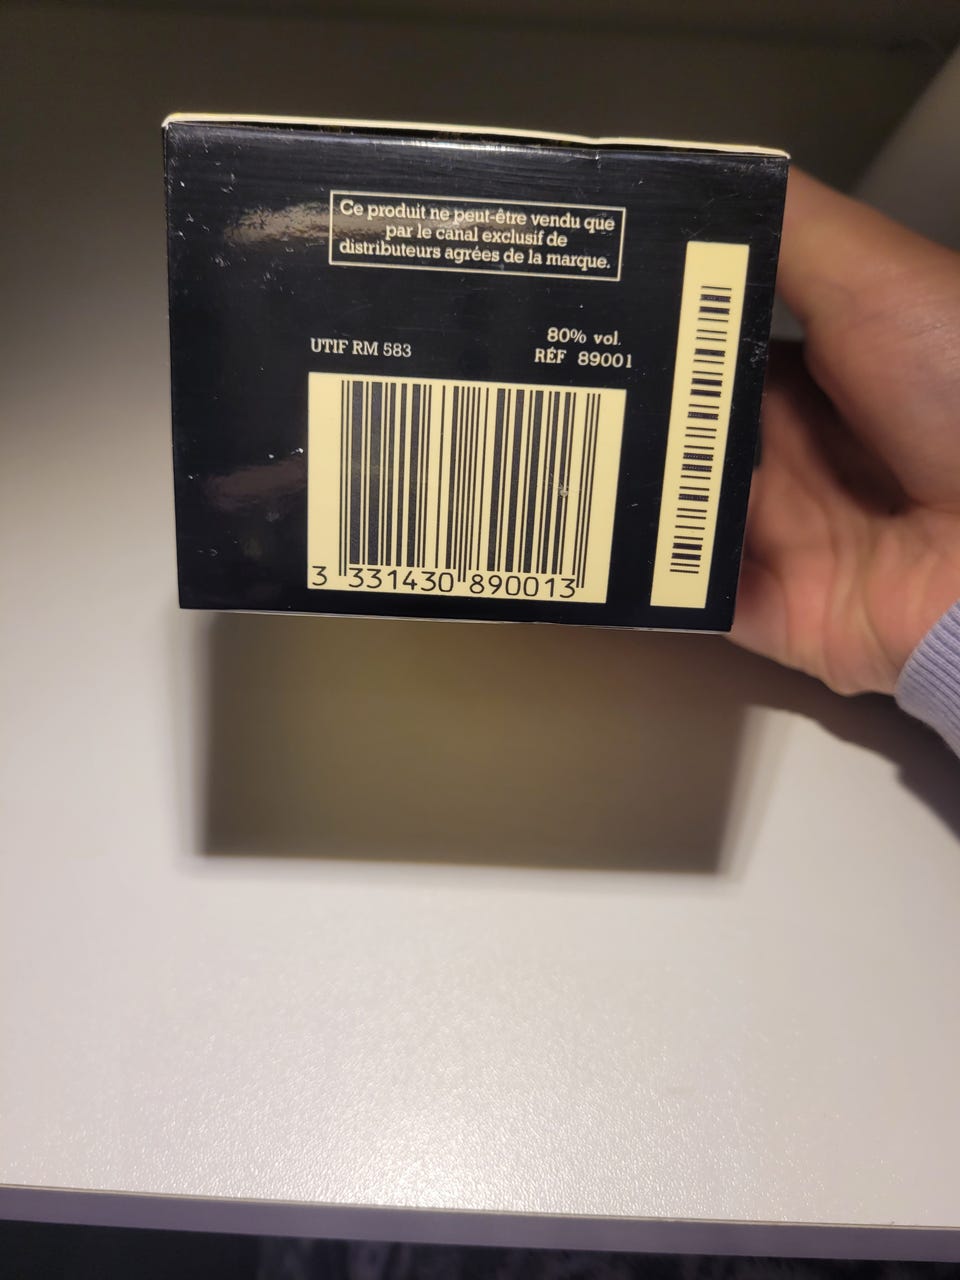 Ce produit ne peut-être vendu que
par le canal exclusif de
distributeurs agrées de la marque.
UTIF RM 583
80% vol.
RÉF 89001
3 331430 890013